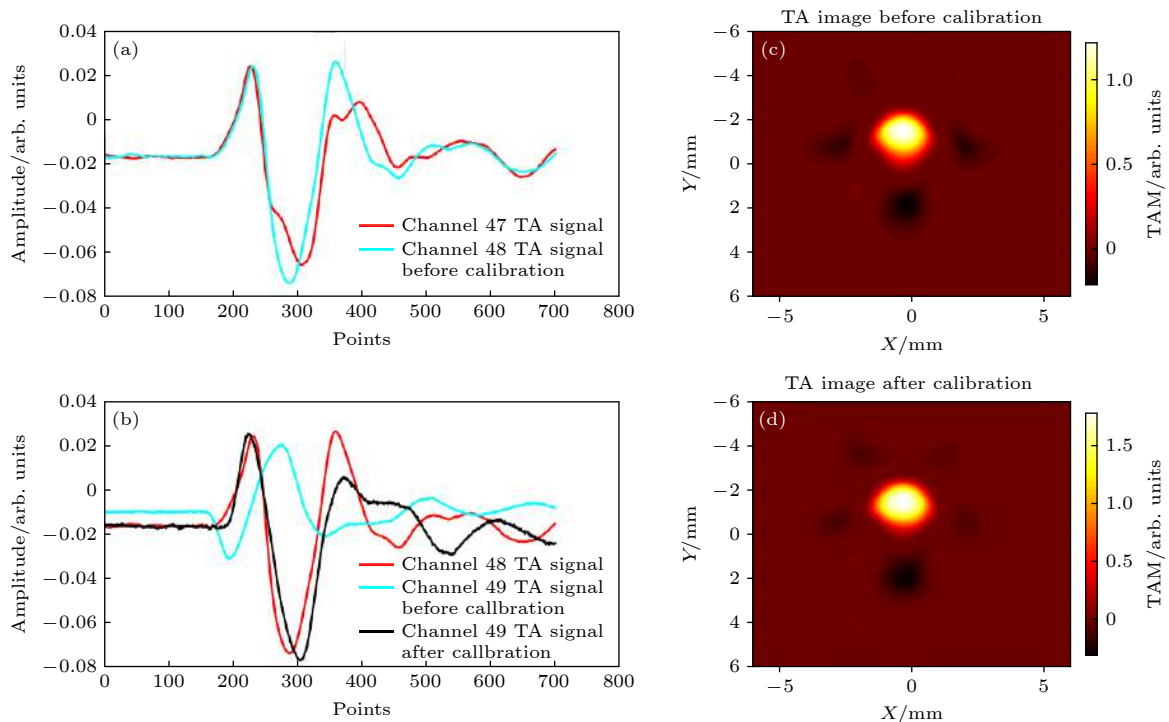 (a)
0.04
0.02
0
−0.02
−0.04
−0.06
−0.08
Amplitude/arb. units
Channel 47 TA signal
Channel 48 TA signal
before calibration
0 100 200 300 400 500 600 700 800
Points
TA image before calibration
(c)
−6
−4
−2
0
2
4
6
Y/mm
−5 0 5
X/mm
1.0
0.5
0
TAM/arb. units
(b)
0.04
0.02
0
−0.02
−0.04
−0.06
−0.08
Amplitude/arb. units
Channel 48 TA signal
Channel 49 TA signal
before callbration
Channel 49 TA signal
after callbration
0 100 200 300 400 500 600 700 800
Points
TA image after calibration
(d)
−6
−4
−2
0
2
4
6
Y/mm
−5 0 5
X/mm
1.5
1.0
0.5
0
TAM/arb. units